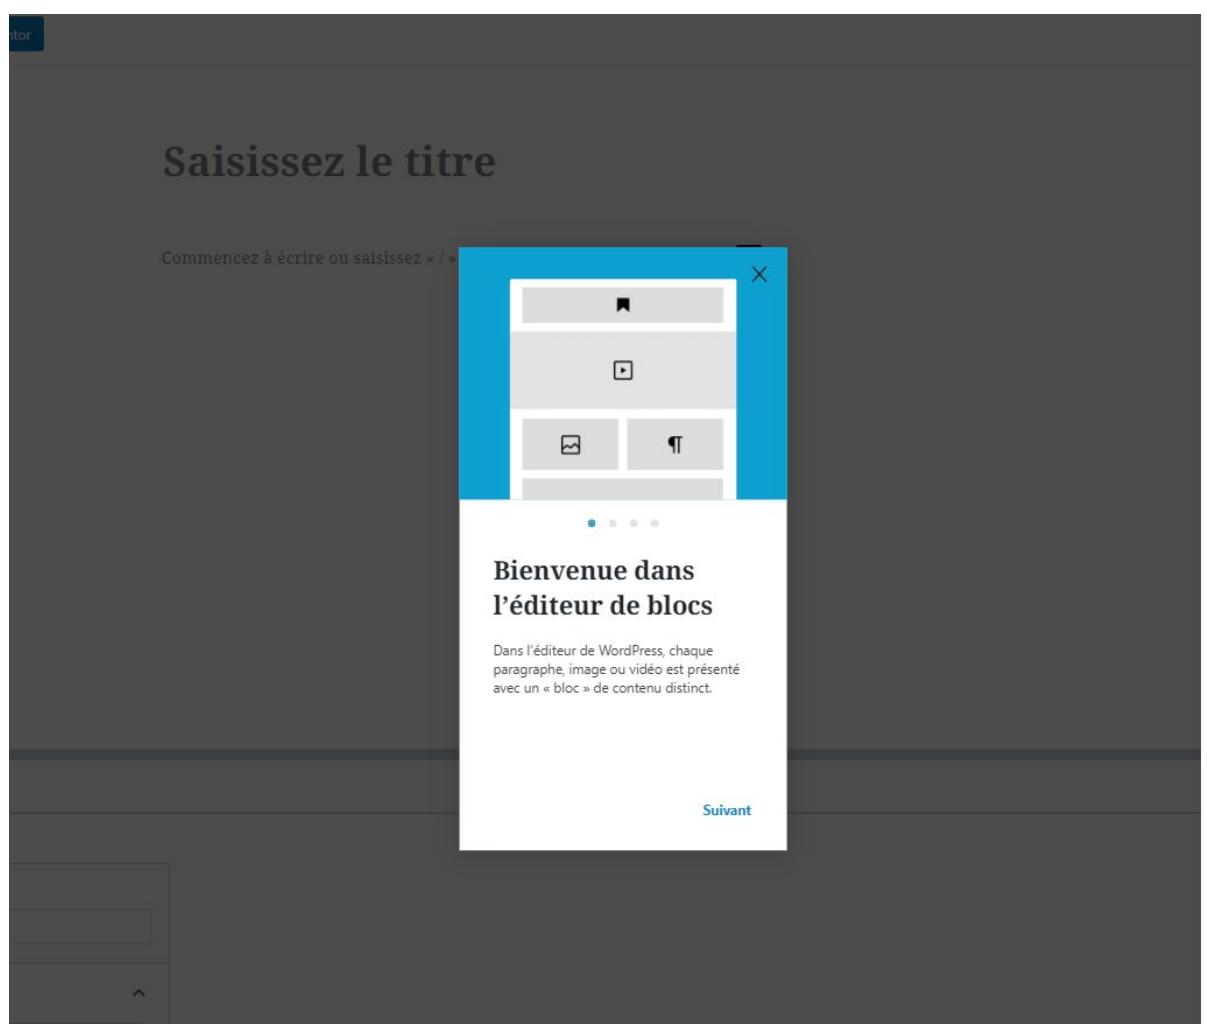 ntor
Saisissez le titre
Commencez à écrire ou saisissez « / »
Bienvenue dans
l’éditeur de blocs
Dans l’éditeur de WordPress, chaque
paragraphe, image ou vidéo est présenté
avec un « bloc » de contenu distinct.
Suivant